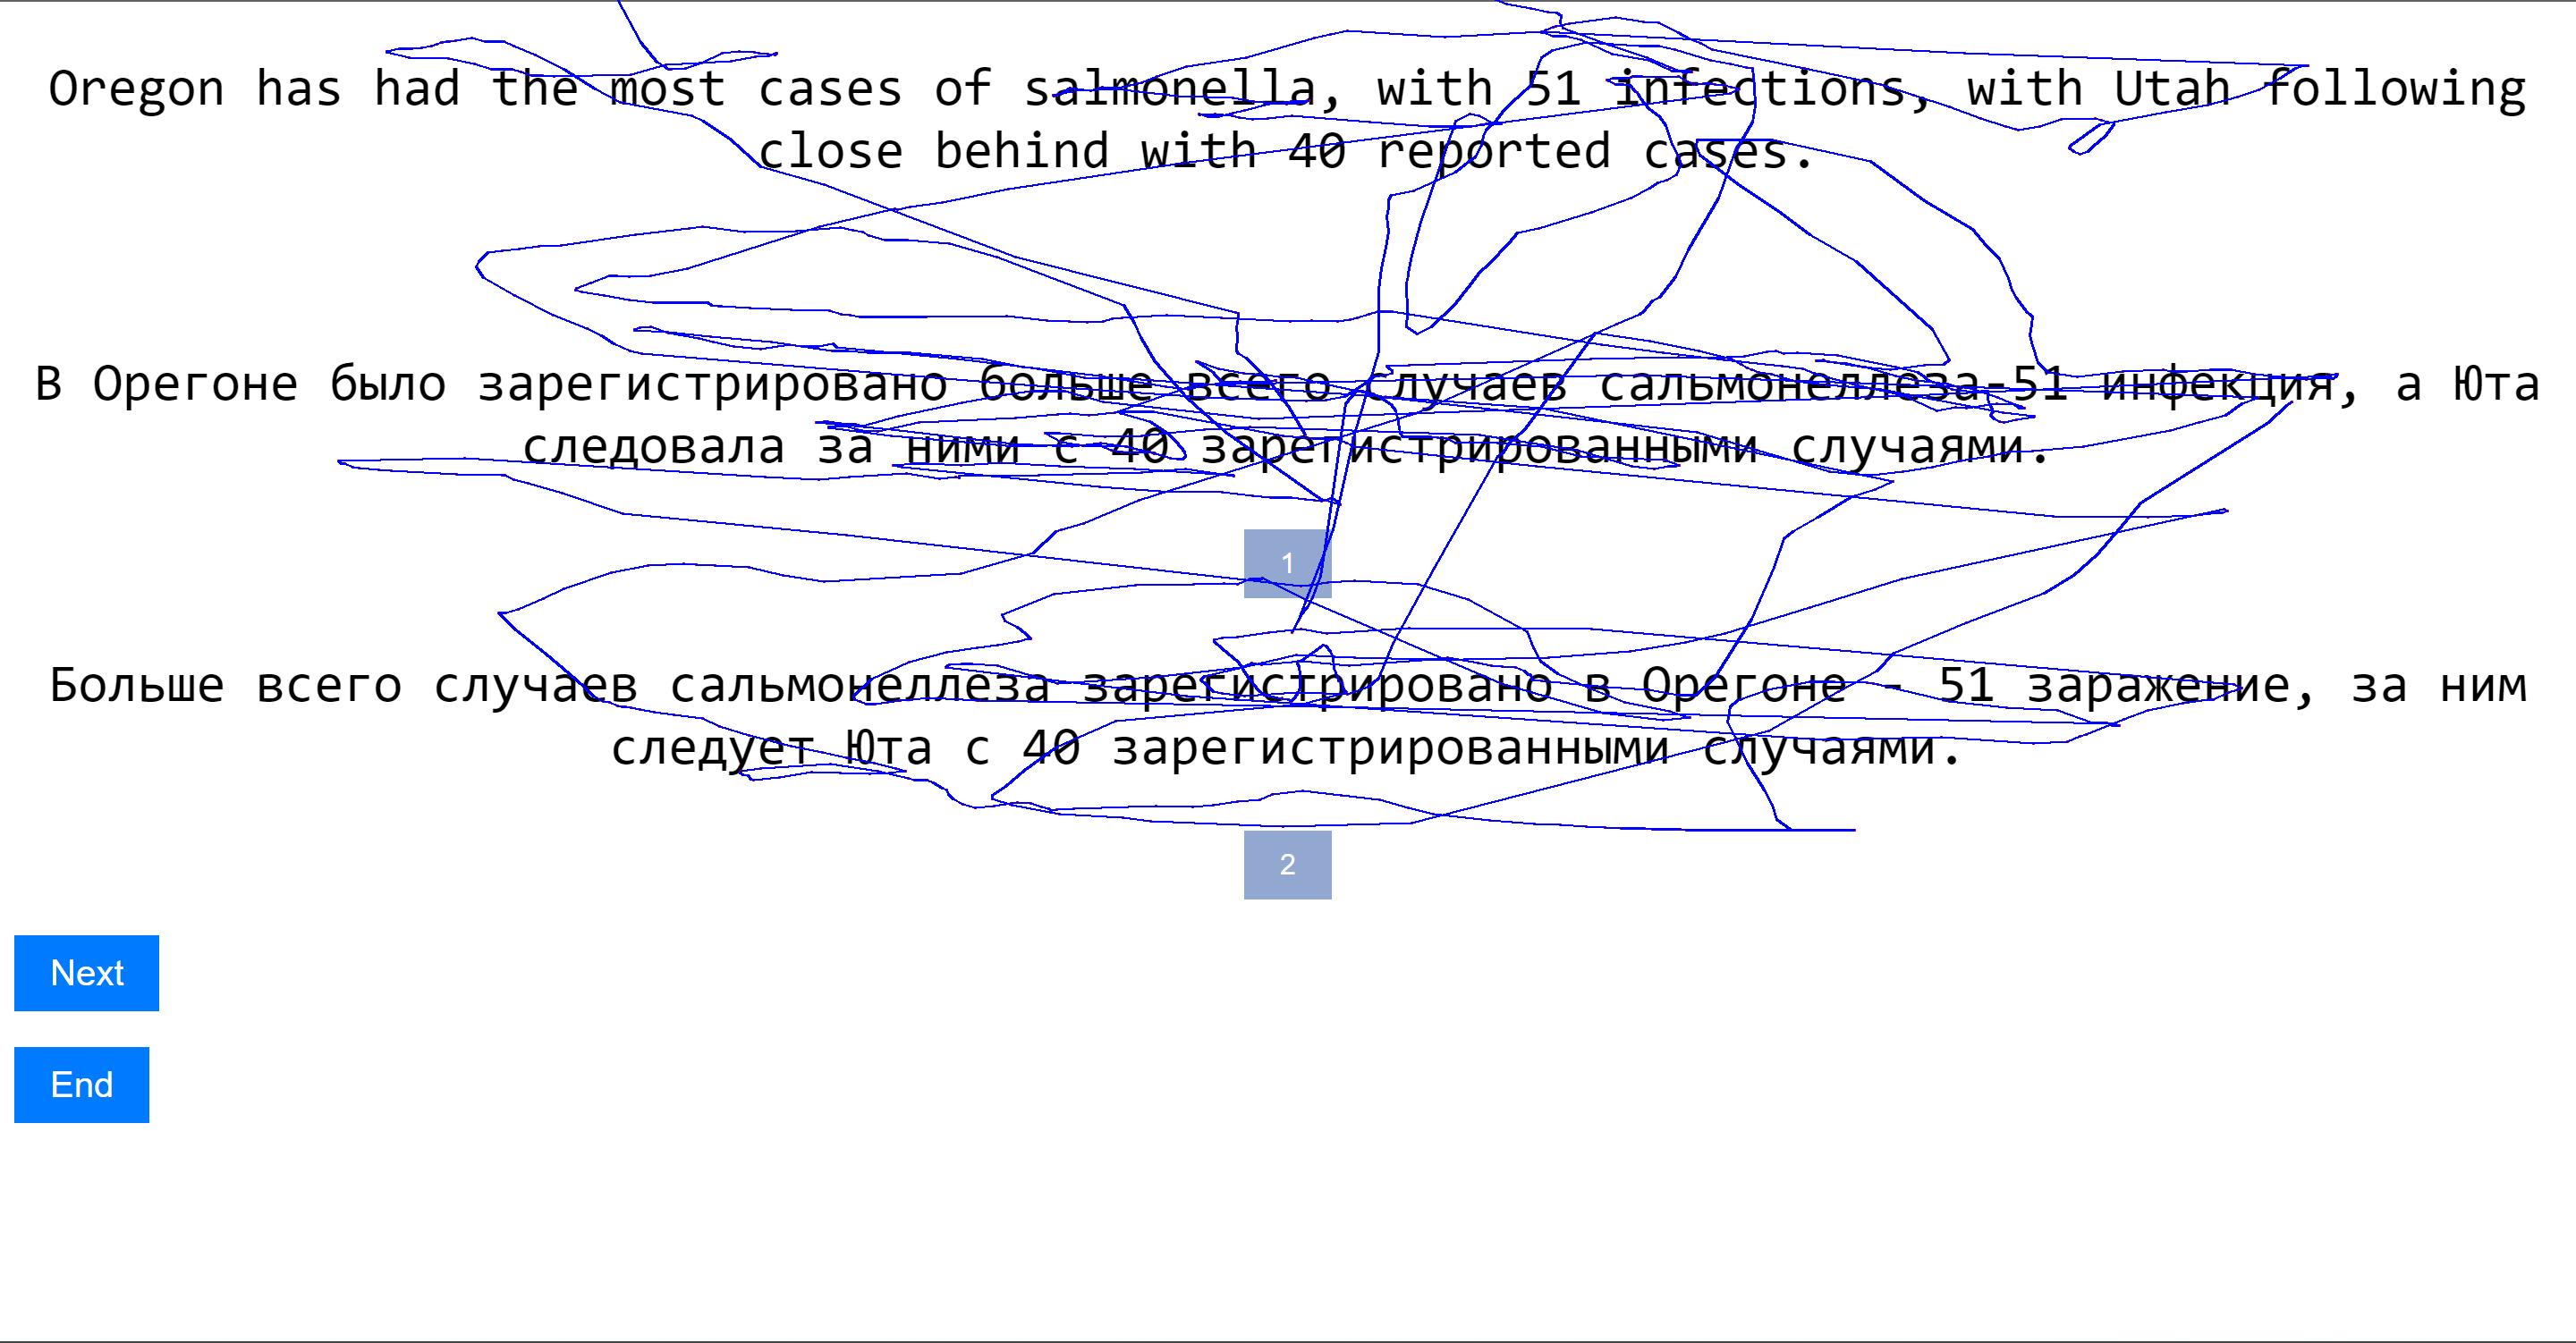 Oregon has had the most cases of salmonella, with 51 infections, with Utah following
close behind with 40 reported cases.
В Орегоне было зарегистрировано больше всего случаев сальмонеллеза-51 инфекция, а Юта
следовала за ними с 40 зарегистрированными случаями.
1
Больше всего случаев сальмонеллеза зарегистрировано в Орегоне - 51 заражение, за ним
следует Юта с 40 зарегистрированными случаями.
2
Next
End